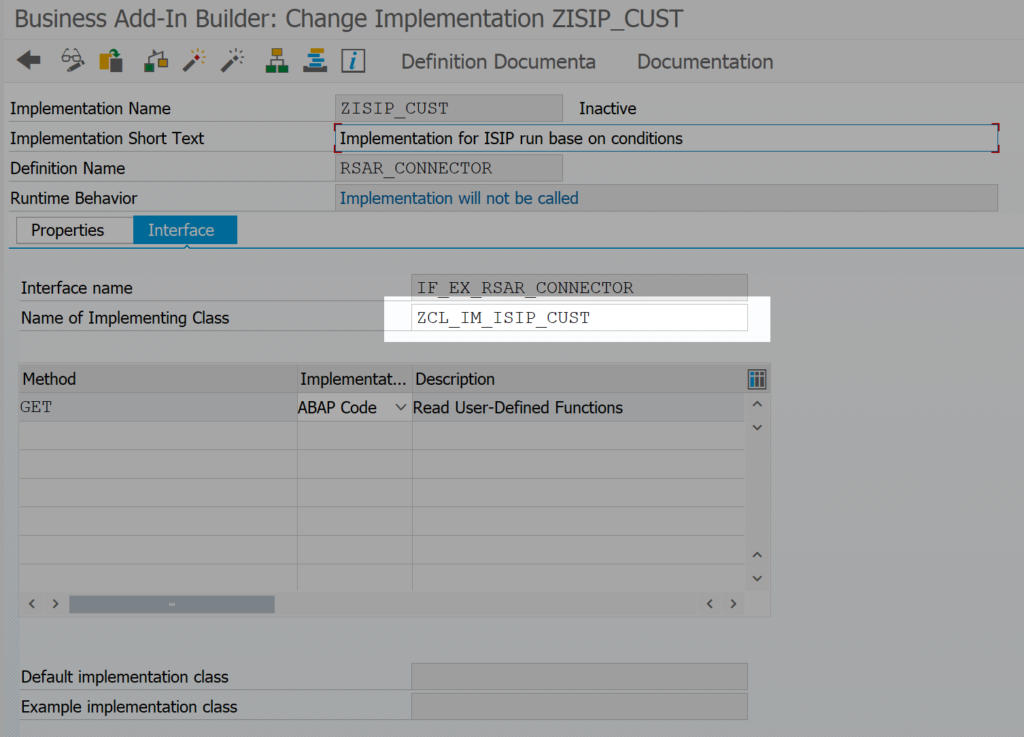 Business Add-In Builder: Change Implementation ZISIP_CUST
Definition Documenta Documentation
Implementation Name ZISIP_CUST Inactive
Implementation Short Text Implementation for ISIP run base on conditions
Definition Name RSAR_CONNECTOR
Runtime Behavior Implementation will not be called
Properties Interface
Interface name IF_EX_RSAR_CONNECTOR
Name of Implementing Class ZCL_IM_ISIP_CUST
Method Implementat... Description
GET ABAP Code Read User-Defined Functions
Default implementation class
Example implementation class